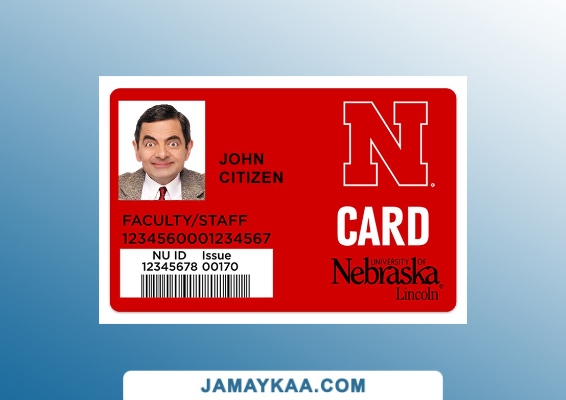 JOHN
CITIZEN
FACULTY/STAFF
1234560001234567
NU ID Issue
12345678 00170
N
CARD
UNIVERSITY OF
Nebraska
Lincoln
JAMAYKAA.COM